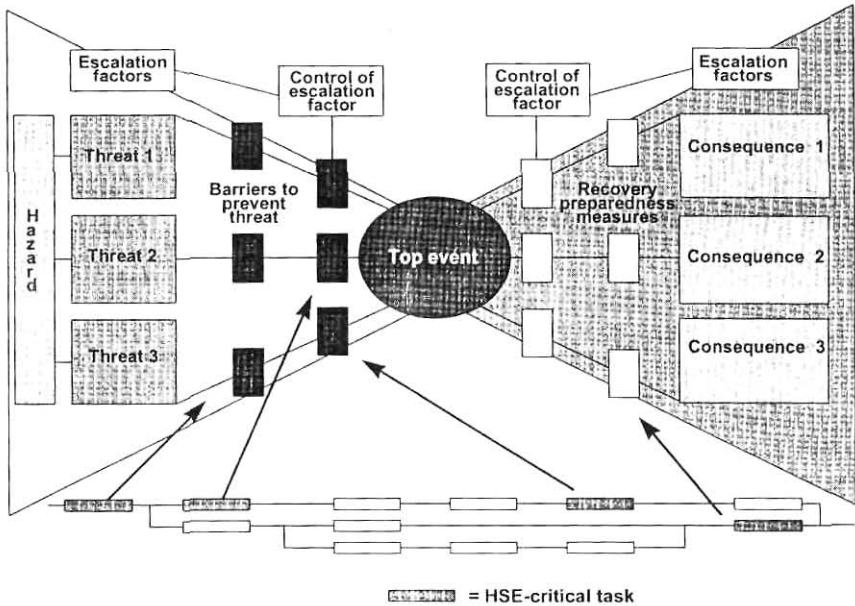 Escalation
factors
Control of
escalation
factor
Control of
escalation
factor
Escalation
factors
Hazard
Threat 1
Barriers to
prevent
threat
Threat 2
Threat 3
Top event
Recovery
preparedness
measures
Consequence 1
Consequence 2
Consequence 3
= HSE-critical task